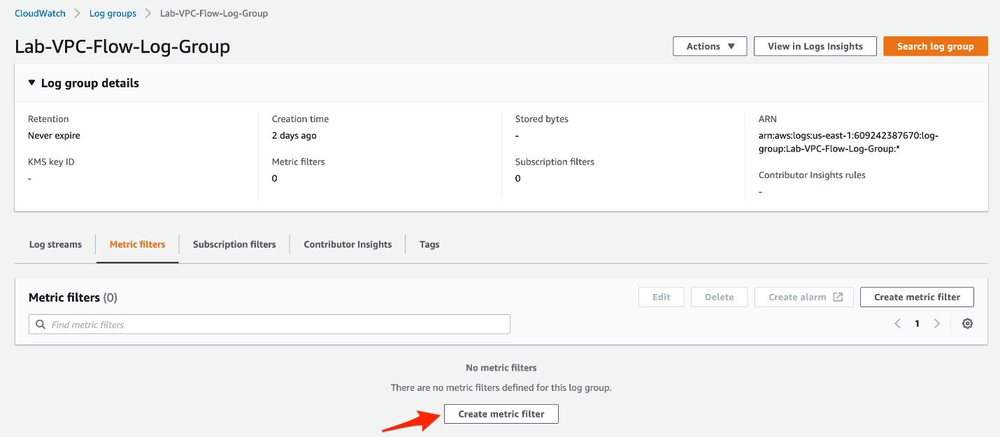 CloudWatch > Log groups > Lab-VPC-Flow-Log-Group
Lab-VPC-Flow-Log-Group
Actions ▼ View in Logs Insights Search log group
▼ Log group details
Retention
Never expire
KMS key ID
-
Creation time
2 days ago
Metric filters
0
Stored bytes
-
Subscription filters
0
ARN
arn:aws:logs:us-east-1:609242387670:log-
group:Lab-VPC-Flow-Log-Group:*
Contributor Insights rules
-
Log streams Metric filters Subscription filters Contributor Insights Tags
Metric filters (0)
Edit Delete Create alarm Create metric filter
Find metric filters
< 1 >
No metric filters
There are no metric filters defined for this log group.
Create metric filter